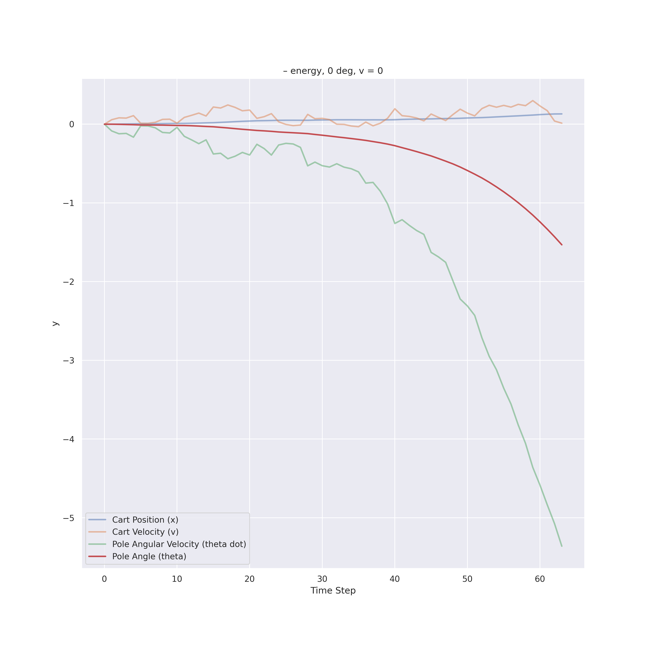 – energy, 0 deg, v = 0
0
−1
−2
−3
−4
−5
y
Cart Position (x)
Cart Velocity (v)
Pole Angular Velocity (theta dot)
Pole Angle (theta)
0 10 20 30 40 50 60
Time Step